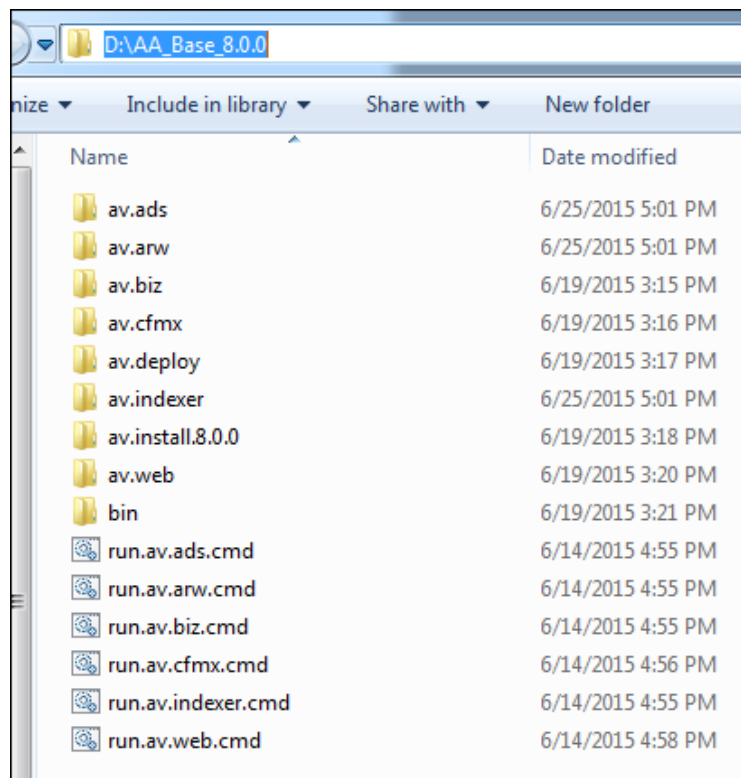 D:\AA_Base_8.0.0
nize Include in library Share with New folder
Name Date modified
av.ads 6/25/2015 5:01 PM
av.arw 6/25/2015 5:01 PM
av.biz 6/19/2015 3:15 PM
av.cfmx 6/19/2015 3:16 PM
av.deploy 6/19/2015 3:17 PM
av.indexer 6/25/2015 5:01 PM
av.install.8.0.0 6/19/2015 3:18 PM
av.web 6/19/2015 3:20 PM
bin 6/19/2015 3:21 PM
run.av.ads.cmd 6/14/2015 4:55 PM
run.av.arw.cmd 6/14/2015 4:55 PM
run.av.biz.cmd 6/14/2015 4:55 PM
run.av.cfmx.cmd 6/14/2015 4:56 PM
run.av.indexer.cmd 6/14/2015 4:55 PM
run.av.web.cmd 6/14/2015 4:58 PM